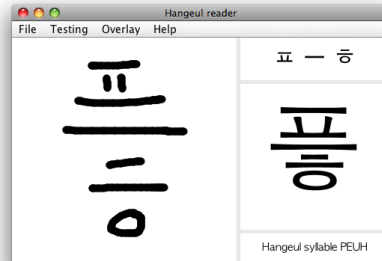 Hangeul reader
File Testing Overlay Help
픟
ㅍ ㅡ ㅎ
픟
Hangeul syllable PEUH